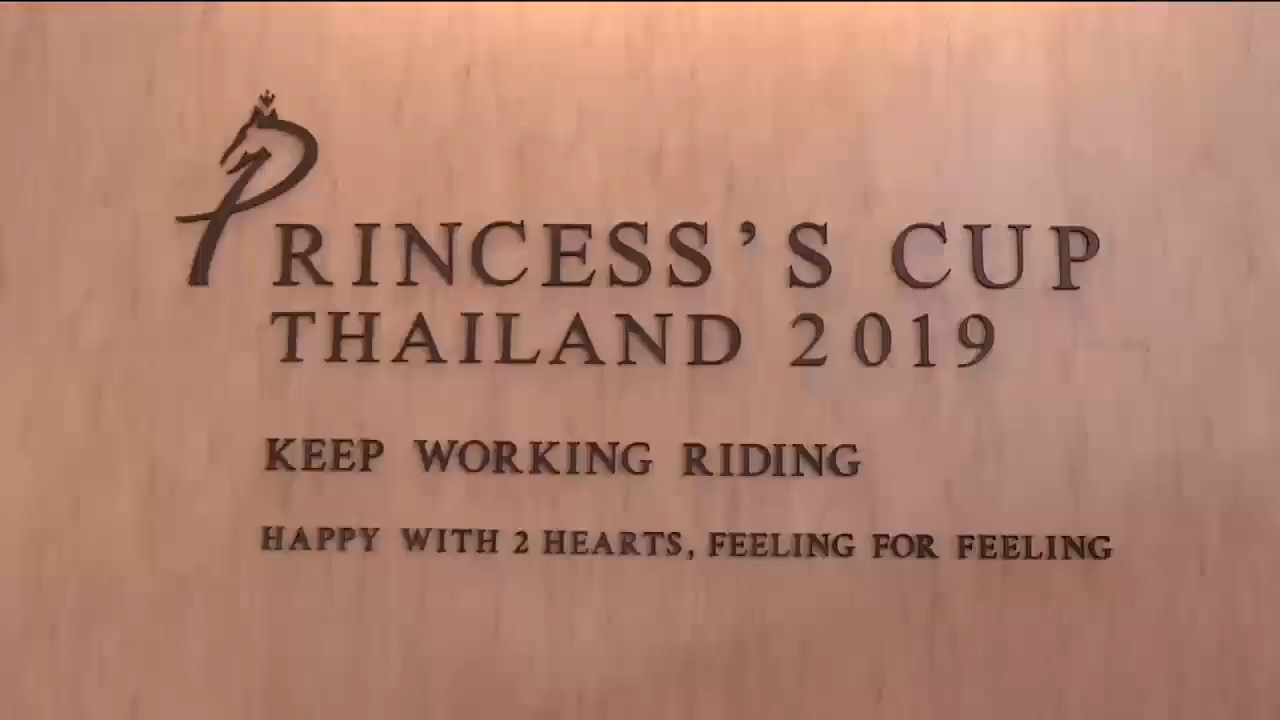 PRINCESS'S CUP
THAILAND 2019
KEEP WORKING RIDING
HAPPY WITH 2 HEARTS, FEELING FOR FEELING